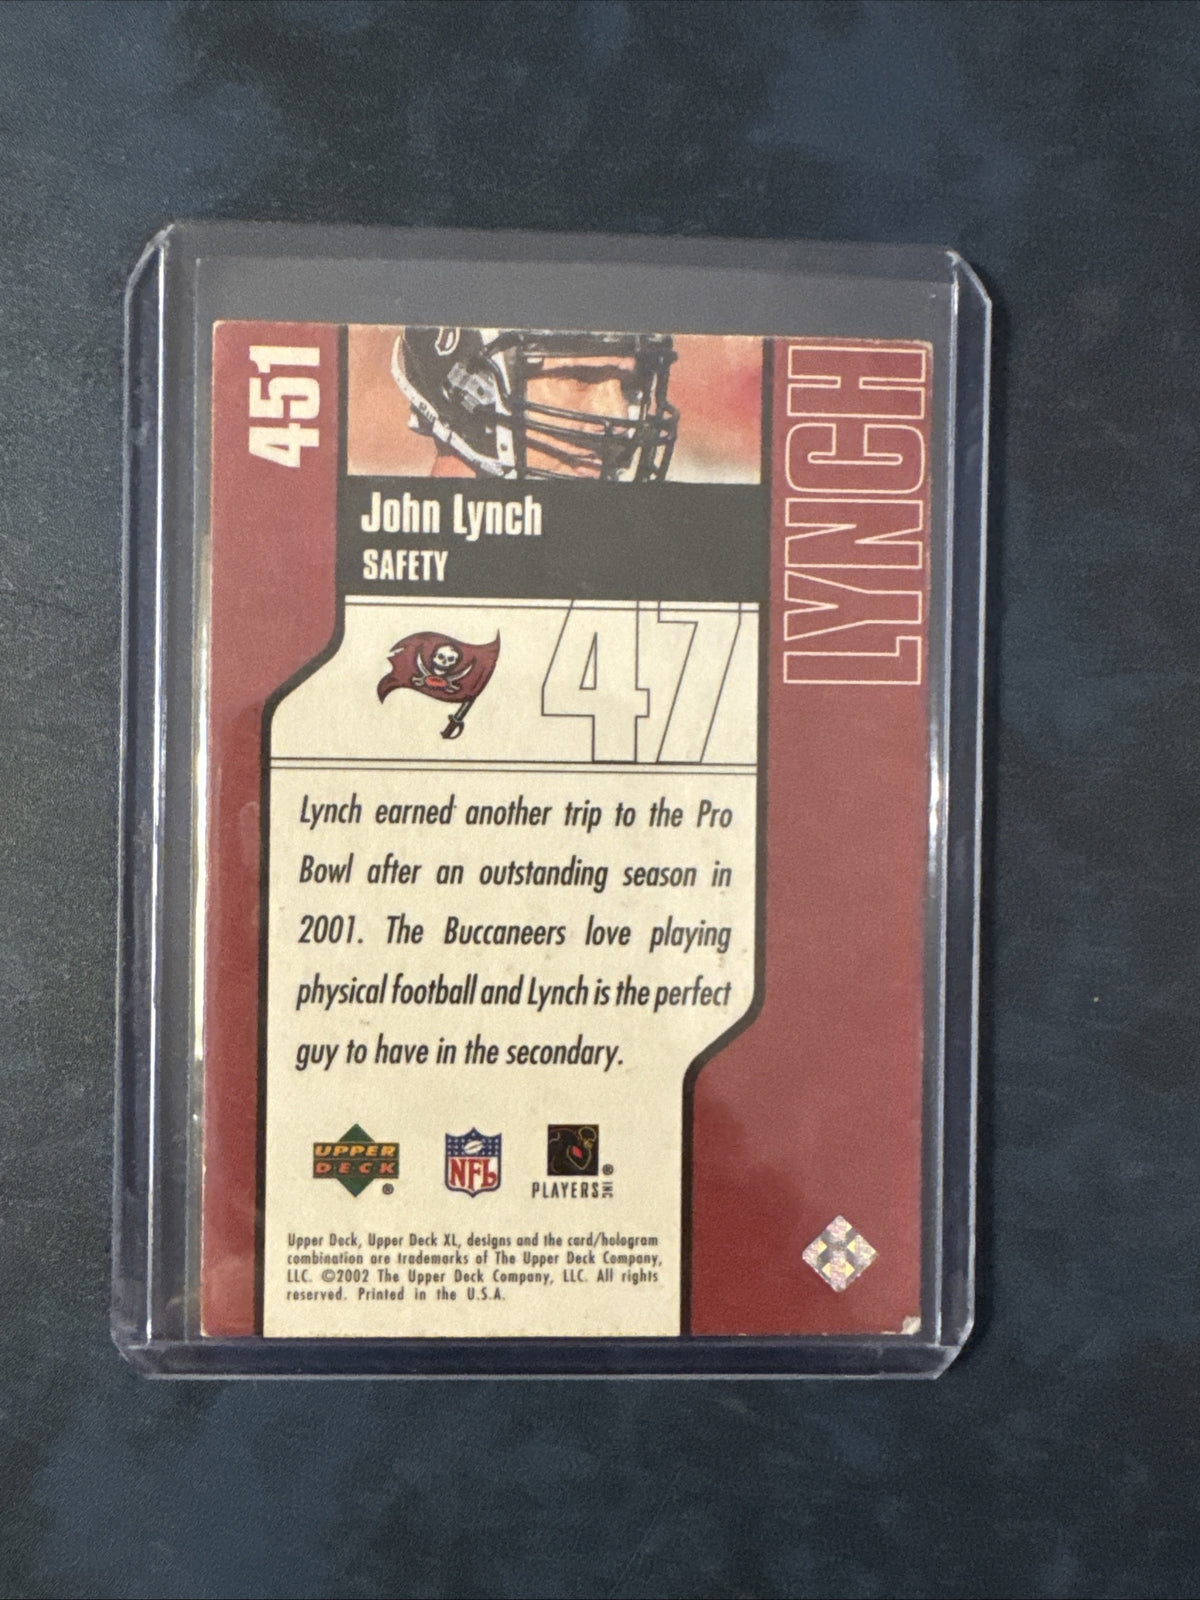 451
LYNCH
John Lynch
SAFETY
47
Lynch earned another trip to the Pro
Bowl after an outstanding season in
2001. The Buccaneers love playing
physical football and Lynch is the perfect
guy to have in the secondary.
UPPER
DECK
®
NFL
PLAYERS INC ®
Upper Deck, Upper Deck XL, designs and the card/hologram
combination are trademarks of The Upper Deck Company,
LLC. ©2002 The Upper Deck Company, LLC. All rights
reserved. Printed in the U.S.A.